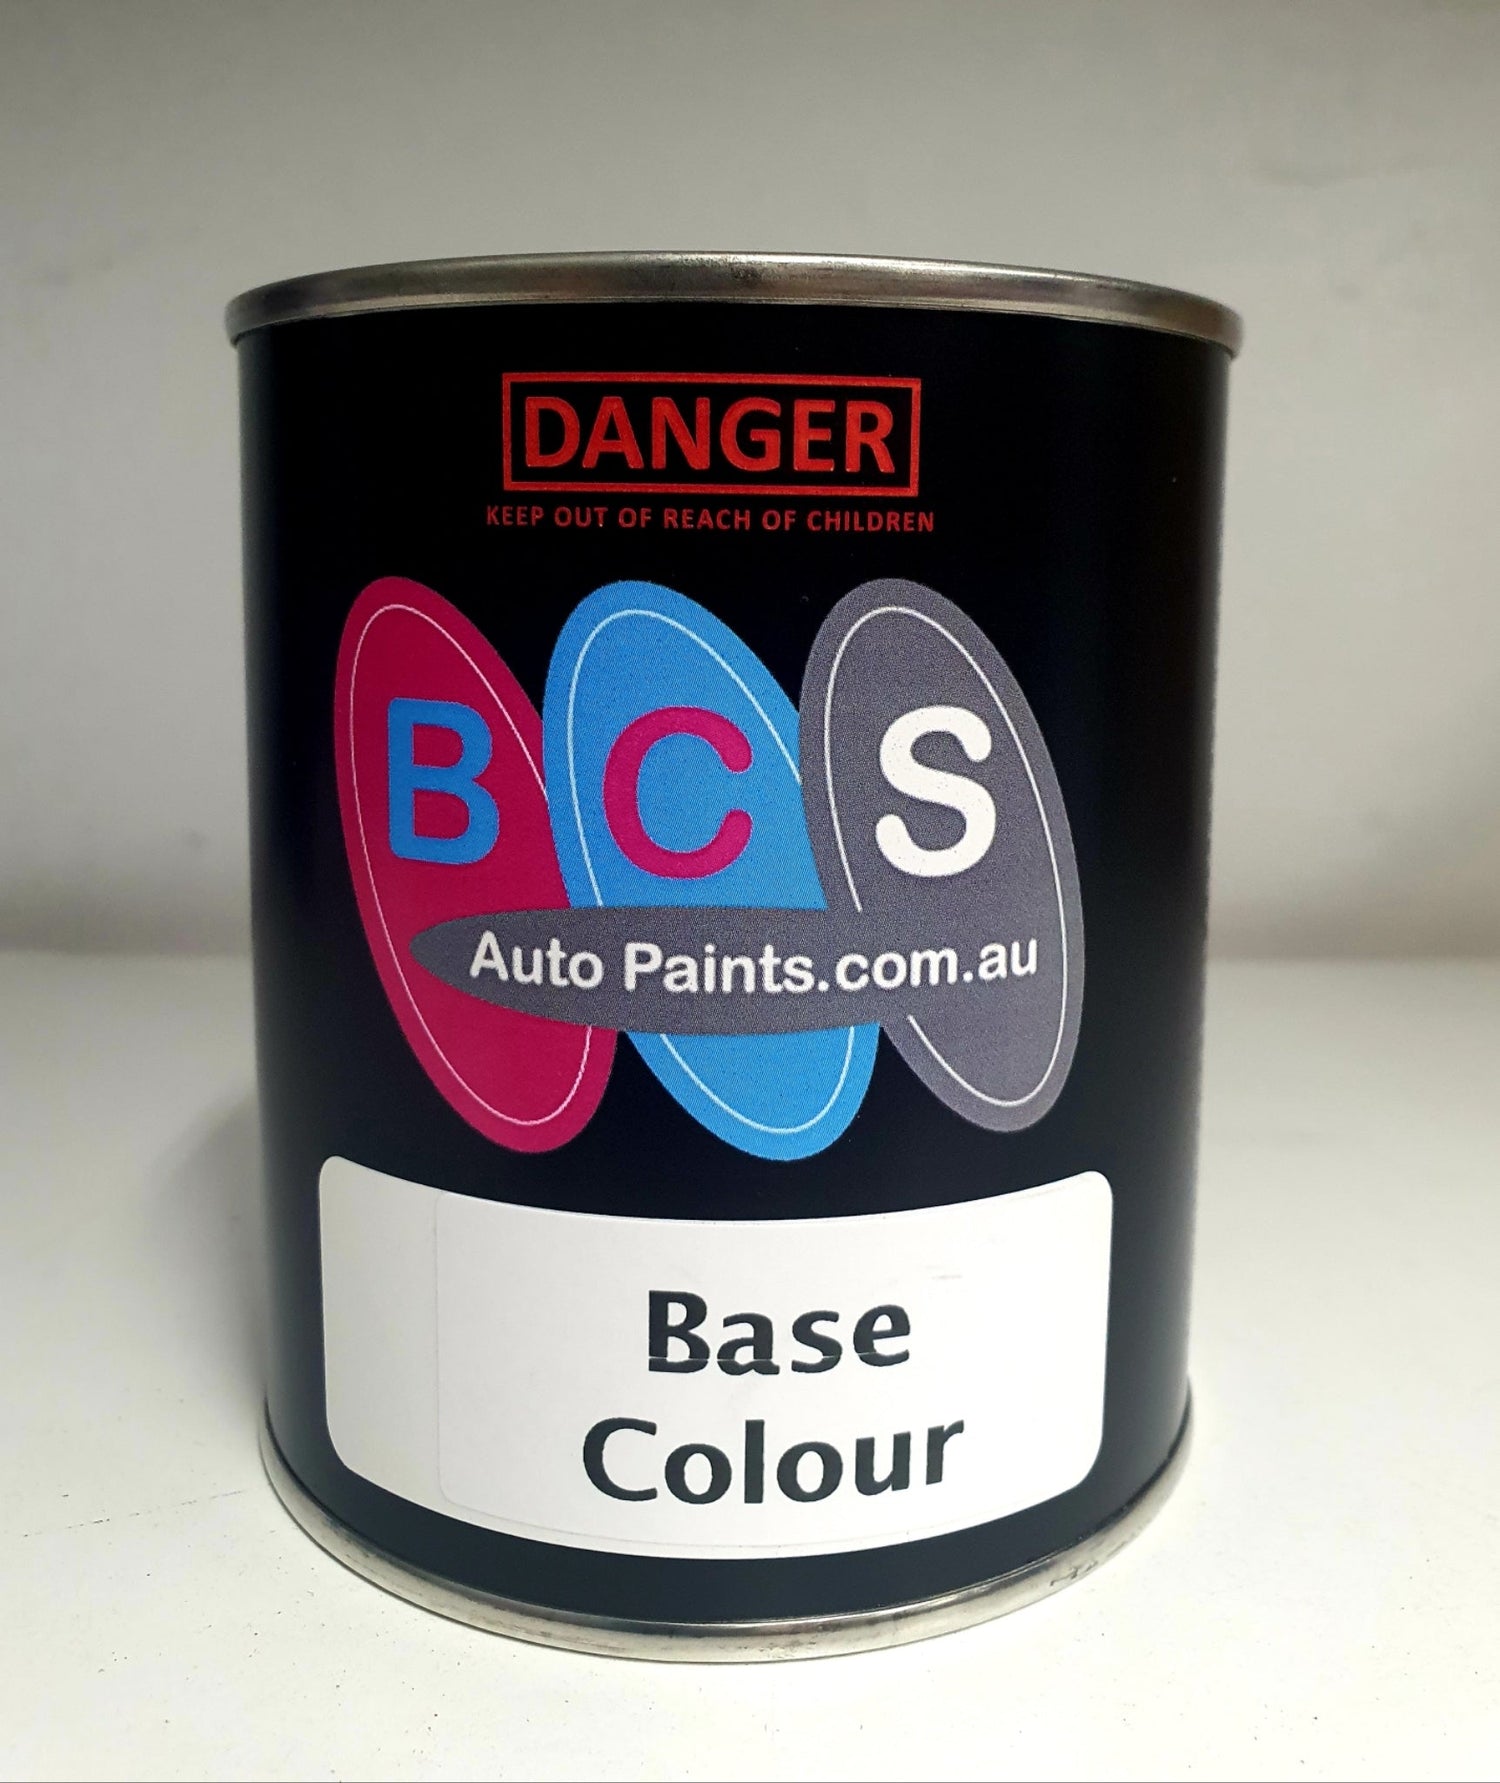 DANGER
KEEP OUT OF REACH OF CHILDREN
BCS
Auto Paints.com.au
Base
Colour